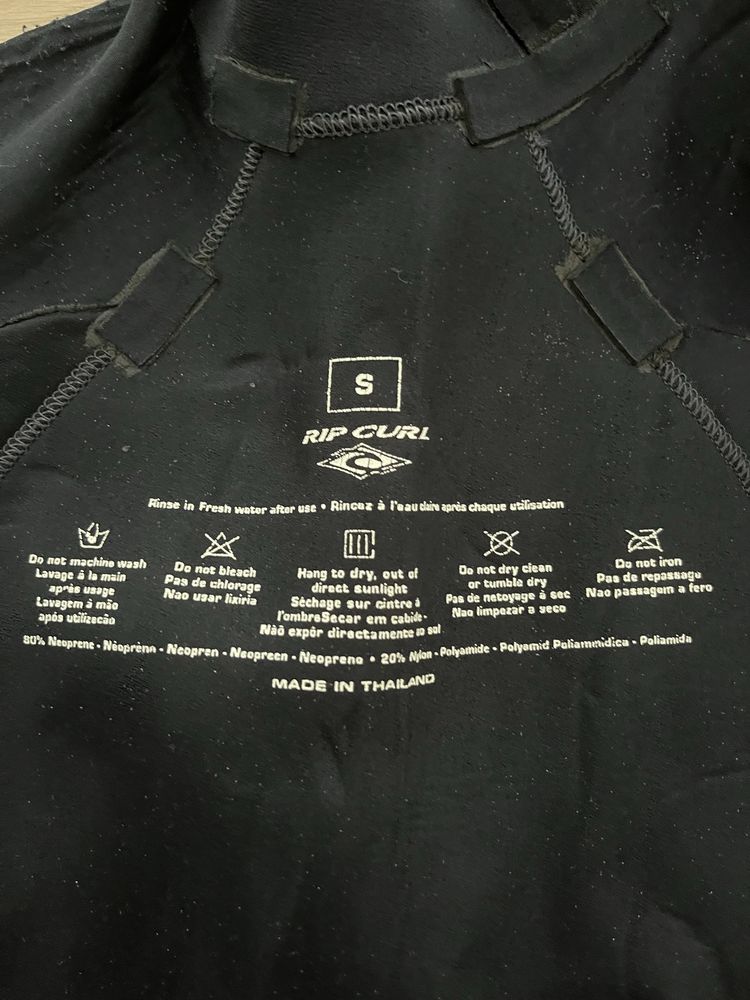 S
RIP CURL
Rinse in Fresh water after use • Rincez à l'eau claire après chaque utilisation
Do not machine wash
Lavage à la main
après usage
Lavagem à mão
após utilizecão
Do not bleach
Pas de chlorage
Nao usar lixiria
Hang to dry, out of
direct sunlight
Sèchage sur cintre à
l'ombreSecar em cabide-
Nàô expôr directamente ao sol
Do not dry clean
or tumble dry
Pas de netoyage à sec
Nao limpezar a seco
Do not iron
Pas de repassage
Nao passagem a fero
80% Neoprene - Nèoprèna - Neopren - Neopreen - Neopreno • 20% Nylon - Polyamide - Polyamid Poliammidica - Poliamida
MADE IN THAILAND